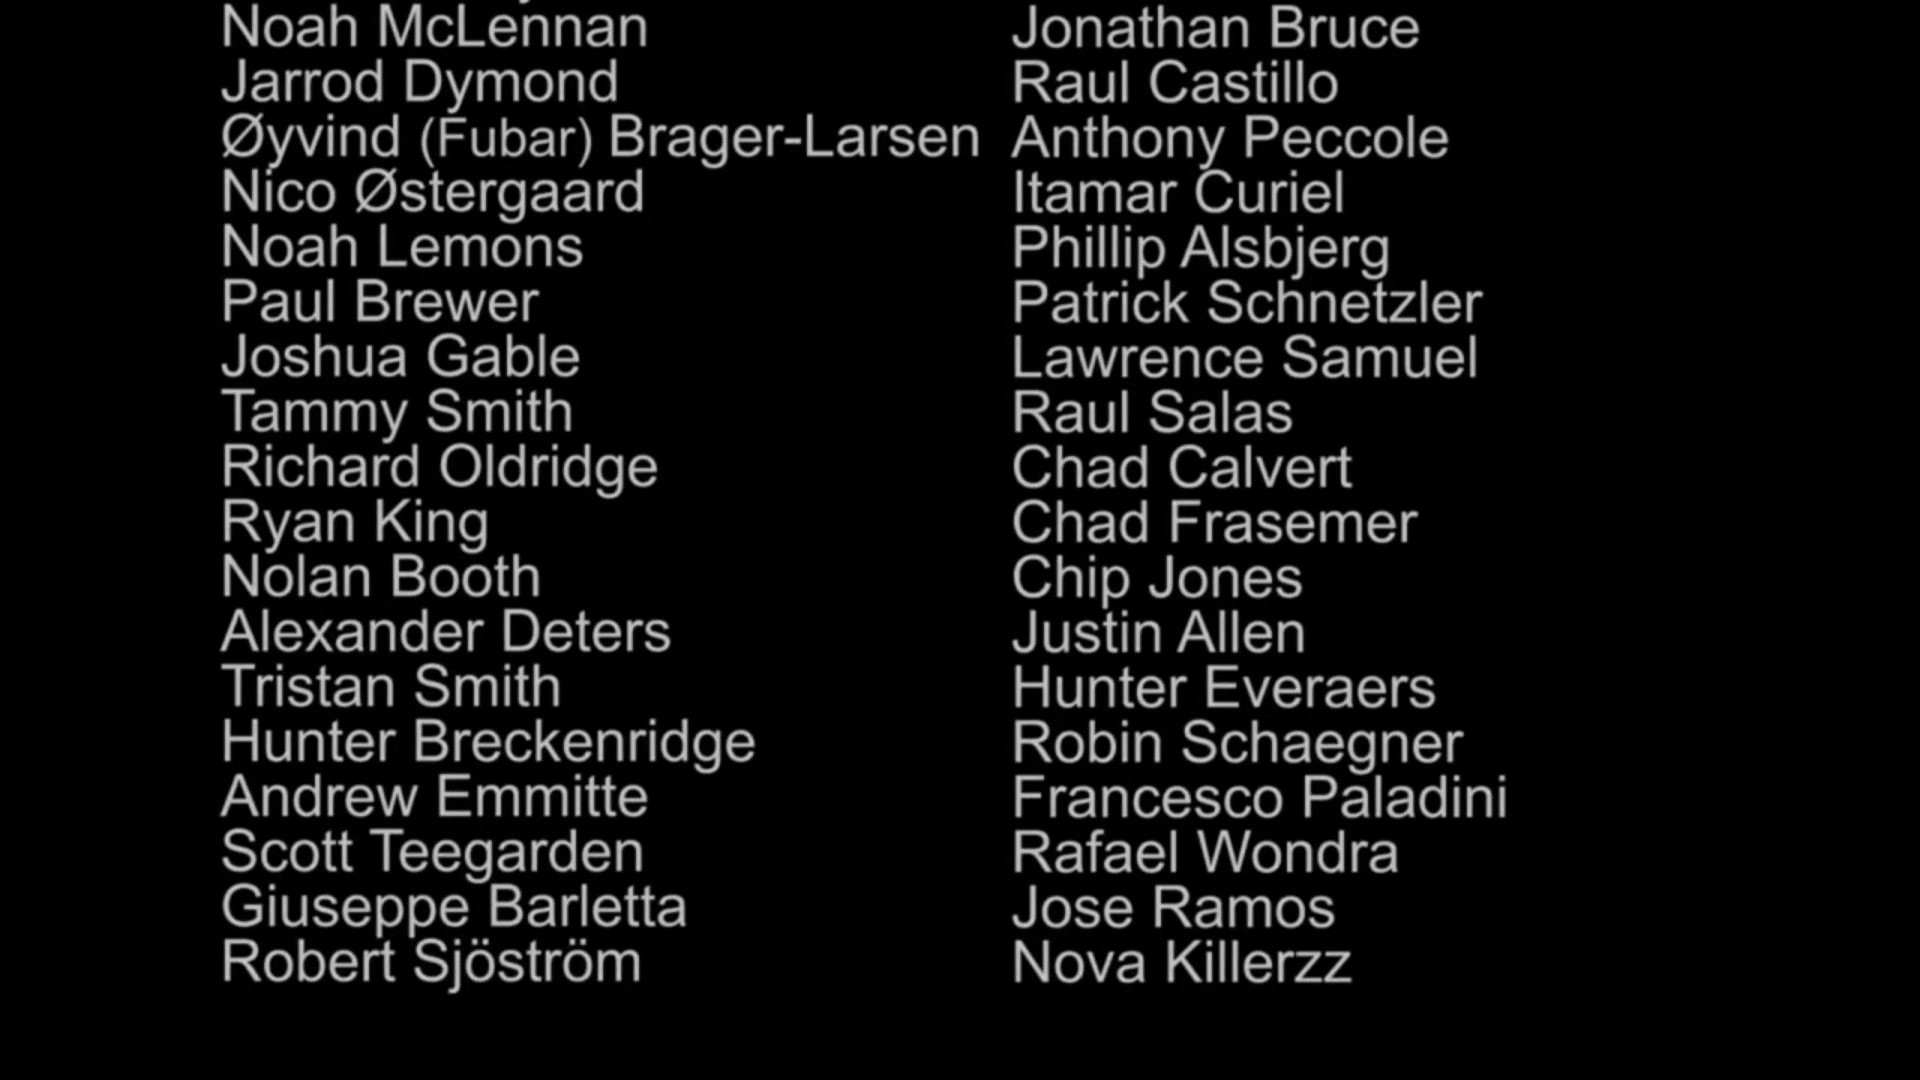 Noah McLennan
Jarrod Dymond
Øyvind (Fubar) Brager-Larsen
Nico Østergaard
Noah Lemons
Paul Brewer
Joshua Gable
Tammy Smith
Richard Oldridge
Ryan King
Nolan Booth
Alexander Deters
Tristan Smith
Hunter Breckenridge
Andrew Emmitte
Scott Teegarden
Giuseppe Barletta
Robert Sjöström
Jonathan Bruce
Raul Castillo
Anthony Peccole
Itamar Curiel
Phillip Alsbjerg
Patrick Schnetzler
Lawrence Samuel
Raul Salas
Chad Calvert
Chad Frasemer
Chip Jones
Justin Allen
Hunter Everaers
Robin Schaegner
Francesco Paladini
Rafael Wondra
Jose Ramos
Nova Killerzz